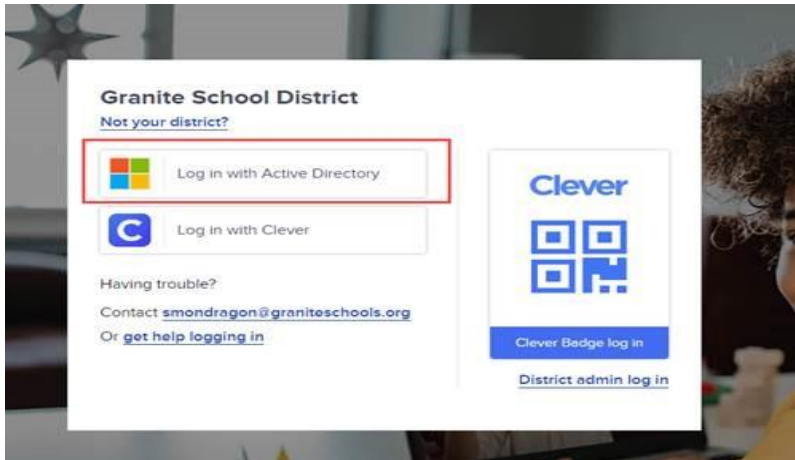 Granite School District
Not your district?
Log in with Active Directory
C
Log in with Clever
Having trouble?
Contact smondragon@graniteschools.org
Or get help logging in
Clever
Clever Badge log in
District admin log in